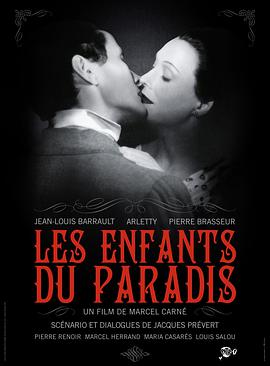 JEAN-LOUIS BARRAULT ARLETTY PIERRE BRASSEUR
LES ENFANTS
DU PARADIS
UN FILM DE MARCEL CARNÉ
SCÉNARIO ET DIALOGUES DE JACQUES PRÉVERT
PIERRE RENOIR MARCEL HERRAND MARIA CASARÈS LOUIS SALOU